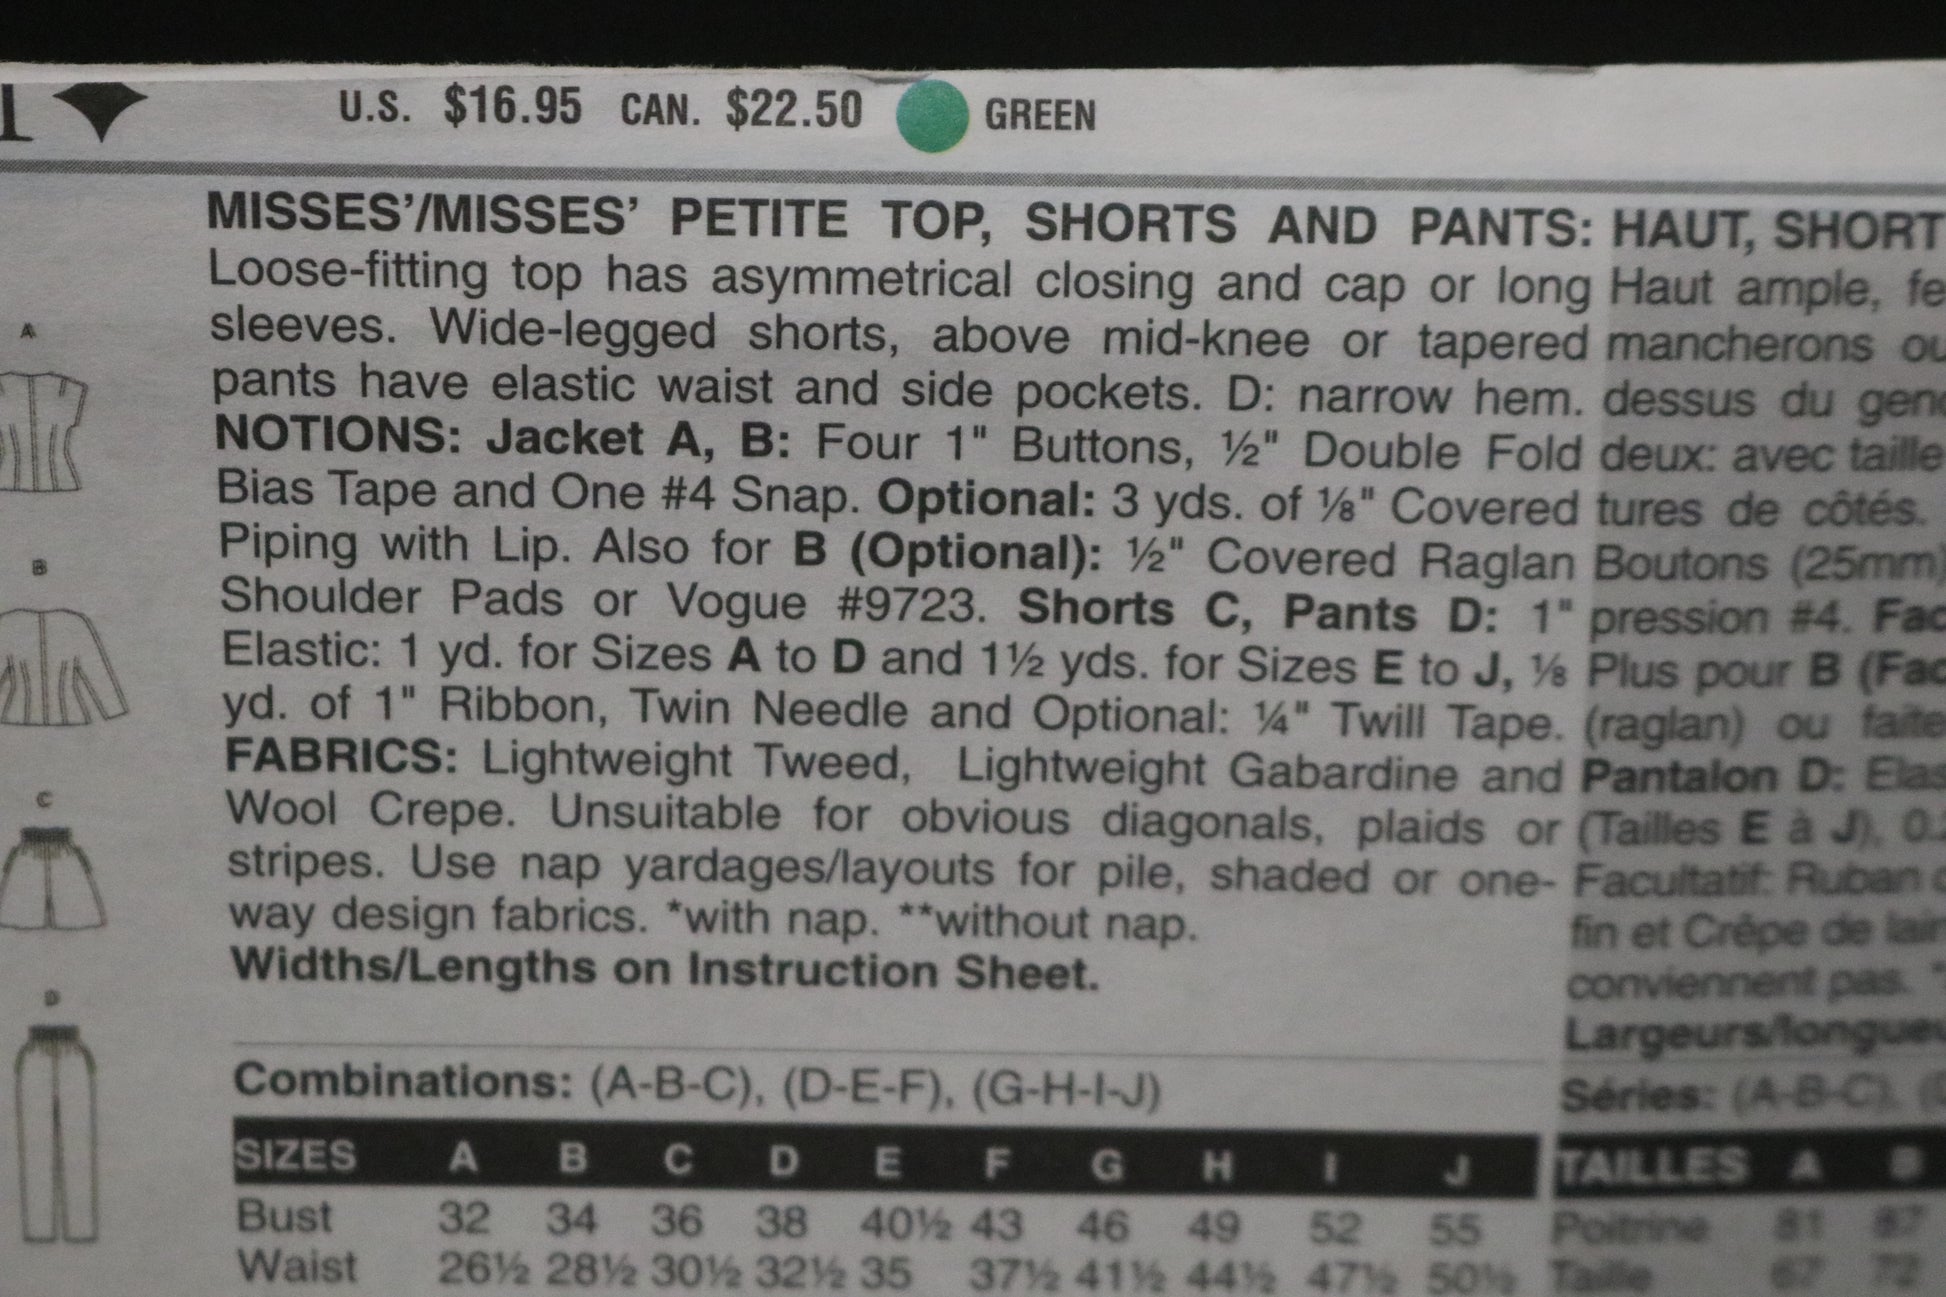 U.S. $16.95 CAN. $22.50 GREEN
MISSES'/MISSES' PETITE TOP, SHORTS AND PANTS:
Loose-fitting top has asymmetrical closing and cap or long
sleeves. Wide-legged shorts, above mid-knee or tapered
pants have elastic waist and side pockets. D: narrow hem.
NOTIONS: Jacket A, B: Four 1" Buttons, ½" Double Fold
Bias Tape and One #4 Snap. Optional: 3 yds. of ⅛" Covered
Piping with Lip. Also for B (Optional): ½" Covered Raglan
Shoulder Pads or Vogue #9723. Shorts C, Pants D: 1"
Elastic: 1 yd. for Sizes A to D and 1½ yds. for Sizes E to J, ⅛
yd. of 1" Ribbon, Twin Needle and Optional: ¼" Twill Tape.
FABRICS: Lightweight Tweed, Lightweight Gabardine and
Wool Crepe. Unsuitable for obvious diagonals, plaids or
stripes. Use nap yardages/layouts for pile, shaded or one-
way design fabrics. *with nap. **without nap.
Widths/Lengths on Instruction Sheet.
Combinations: (A-B-C), (D-E-F), (G-H-I-J)
SIZES A B C D E F G H I J
Bust 32 34 36 38 40½ 43 46 49 52 55
Waist 26½ 28½ 30½ 32½ 35 37½ 41½ 44½ 47½ 50½
A
B
C
D
HAUT, SHORT
Haut ample,
mancherons
dessus du
deux: avec taille
tures de côtés.
Boutons (25mm)
pression #4.
Plus pour B
(raglan) ou
Pantalon D:
(Tailles E à J),
Facultatif: Ruban
fin et Crêpe de
conviennent pas.
Séries: (A-B-C),
TAILLES A B
Poitrine 81 87
Taille 67 72